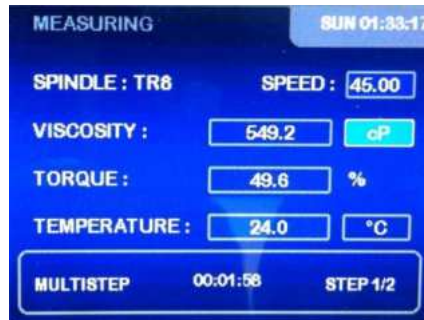 MEASURING SUN 01:33:17
SPINDLE : TR6 SPEED : 45.00
VISCOSITY : 549.2 cP
TORQUE : 49.6 %
TEMPERATURE : 24.0 °C
MULTISTEP 00:01:58 STEP 1/2